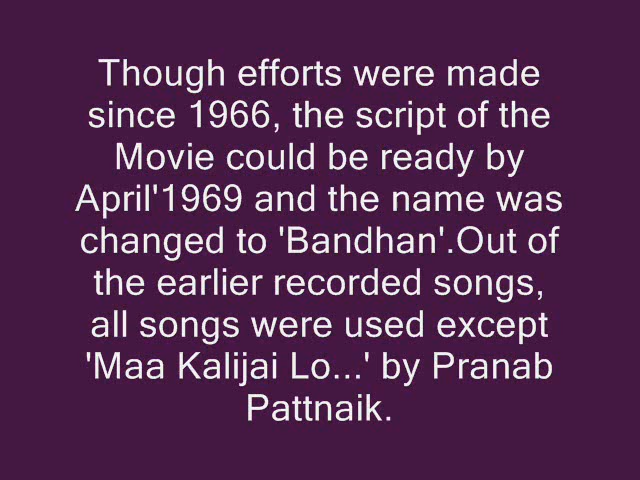 Though efforts were made
since 1966, the script of the
Movie could be ready by
April'1969 and the name was
changed to 'Bandhan'.Out of
the earlier recorded songs,
all songs were used except
'Maa Kalijai Lo...' by Pranab
Pattnaik.